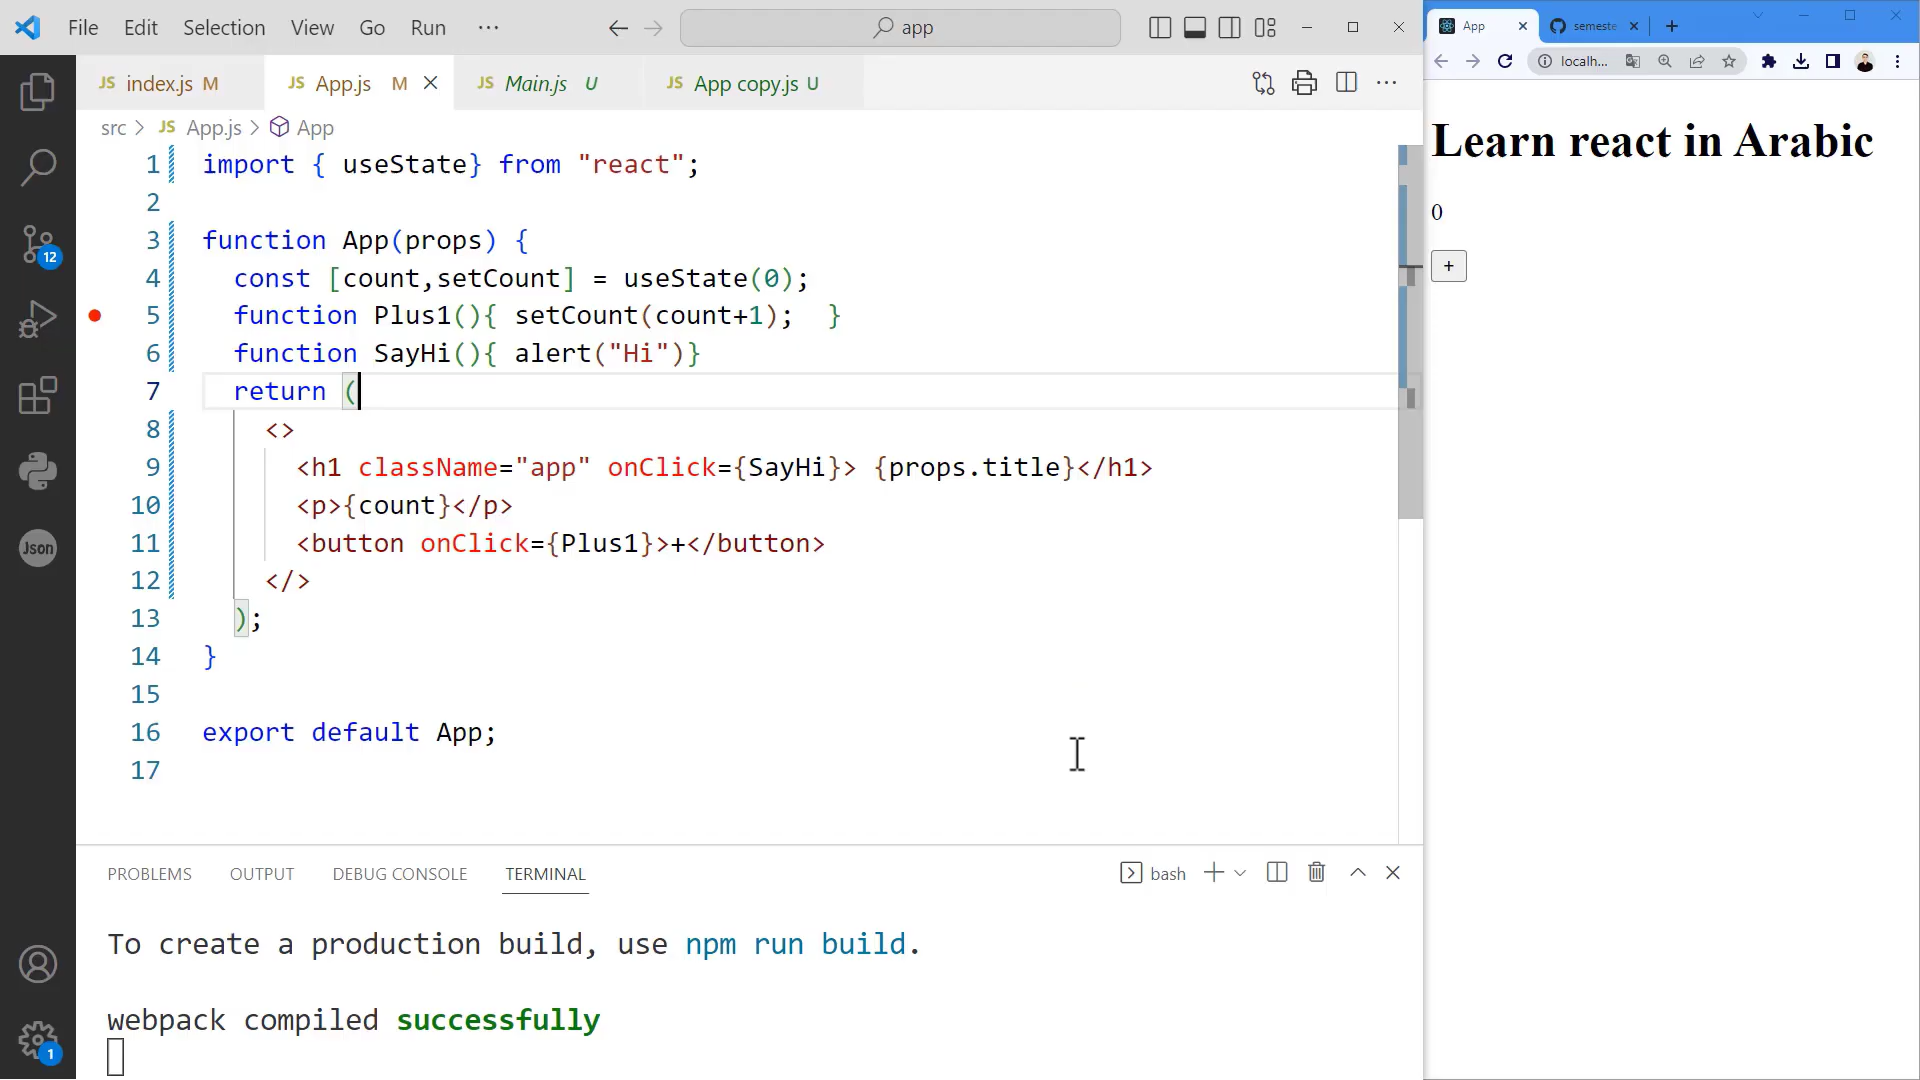 File Edit Selection View Go Run ··· app
App semeste
localh...
JS index.js M JS App.js M JS Main.js U JS App copy.js U
src > JS App.js > App
1 import { useState} from "react";
2
3 function App(props) {
4 const [count,setCount] = useState(0);
5 function Plus1(){ setCount(count+1); }
6 function SayHi(){ alert("Hi")}
7 return (
8 <>
9 <h1 className="app" onClick={SayHi}> {props.title}</h1>
10 <p>{count}</p>
11 <button onClick={Plus1}>+</button>
12 </>
13 );
14 }
15
16 export default App;
17
12
Json
1
PROBLEMS OUTPUT DEBUG CONSOLE TERMINAL bash
To create a production build, use npm run build.
webpack compiled successfully
Learn react in Arabic
0
+